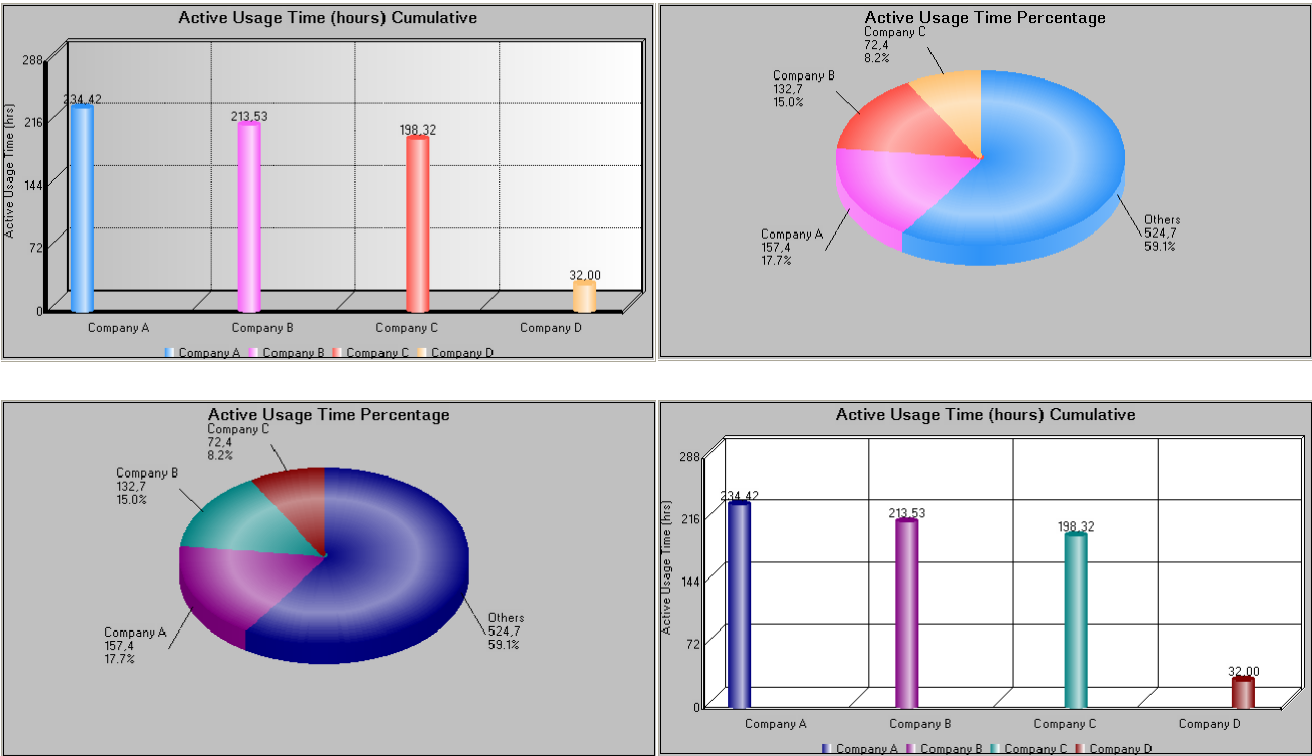 Active Usage Time (hours) Cumulative
288
216
144
72
0
Active Usage Time (hrs)
234,42
213,53
198,32
32,00
Company A
Company B
Company C
Company D
Company A Company B Company C Company D
Active Usage Time Percentage
Company C
72,4
8.2%
Company B
132,7
15.0%
Company A
157,4
17.7%
Others
524,7
59.1%
Active Usage Time Percentage
Company C
72,4
8.2%
Company B
132,7
15.0%
Company A
157,4
17.7%
Others
524,7
59.1%
Active Usage Time (hours) Cumulative
288
216
144
72
0
Active Usage Time (hrs)
234,42
213,53
198,32
32,00
Company A
Company B
Company C
Company D
Company A Company B Company C Company D